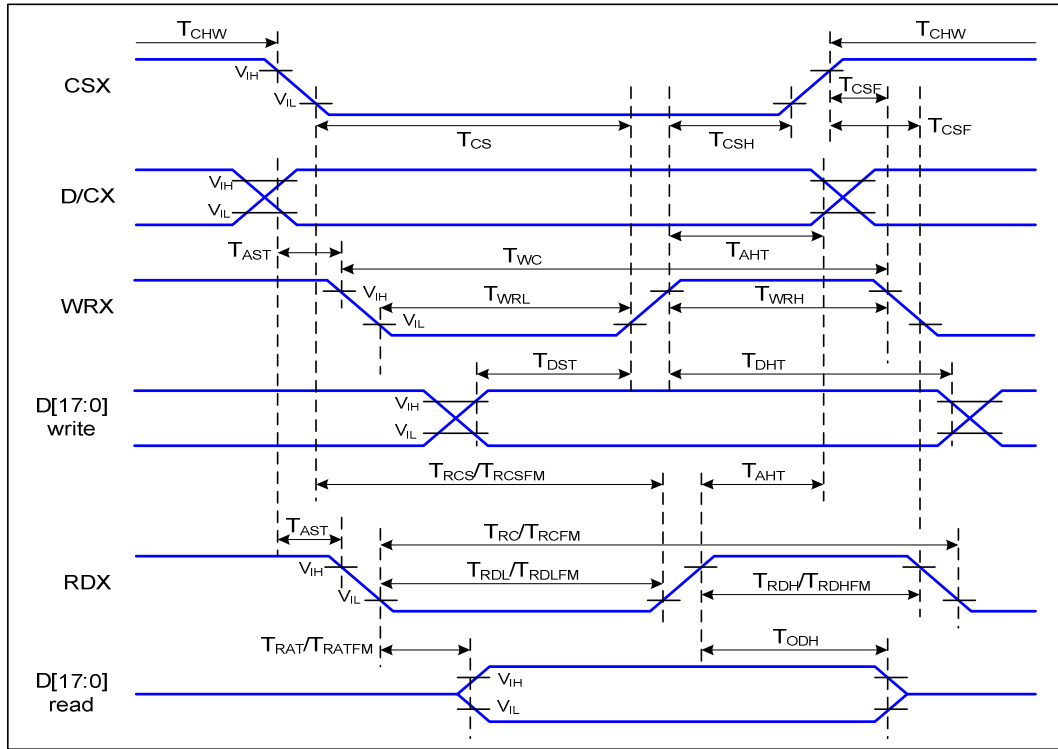 TCHW TCHW
CSX VIH TCSF
VIL TCS TCSH TCSF
D/CX VIH
VIL
TAST TWC TAHT
WRX VIH TWRL TWRH
VIL
TDST TDHT
D[17:0] VIH
write VIL
TRCS/TRCSFM TAHT
TAST TRC/TRCFM
RDX VIH TRDL/TRDLFM TRDH/TRDHFM
VIL
TRAT/TRATFM TODH
D[17:0] VIH
read VIL